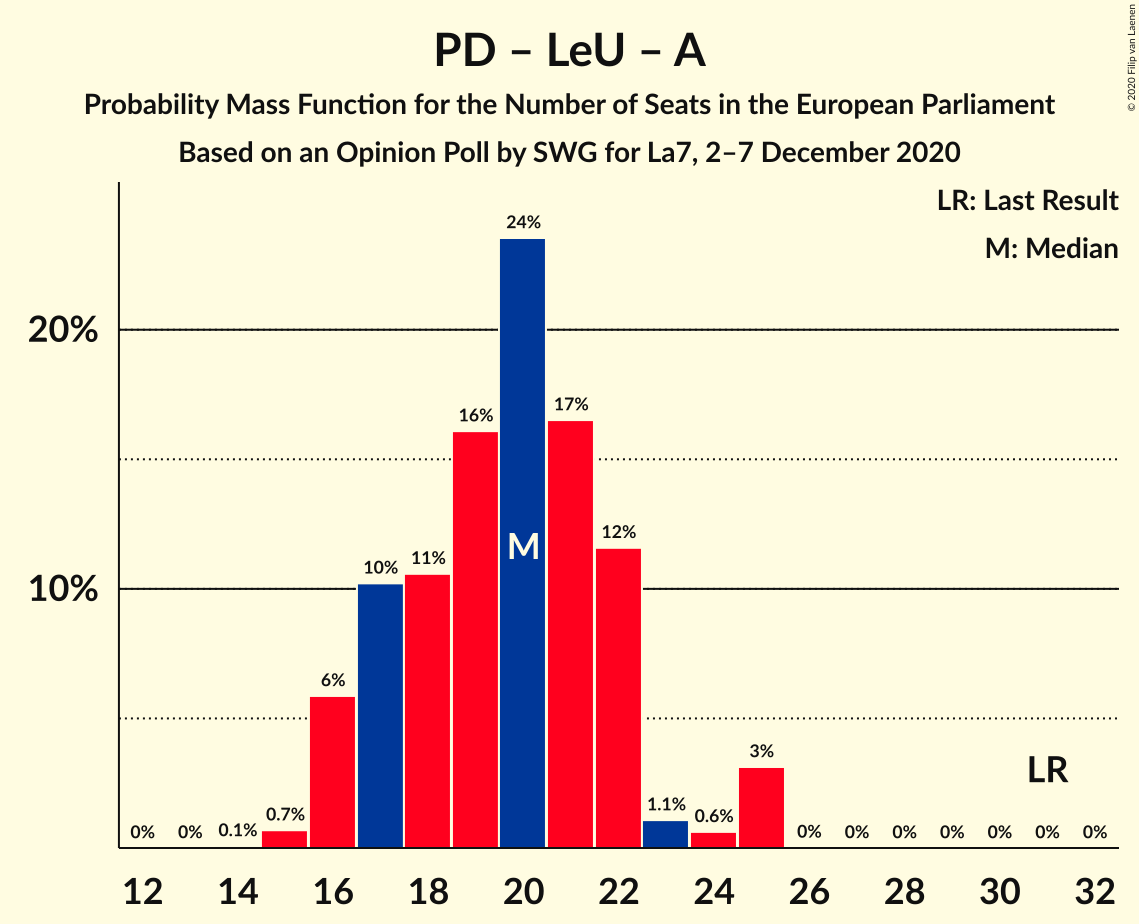 PD – LeU – A
Probability Mass Function for the Number of Seats in the European Parliament
Based on an Opinion Poll by SWG for La7, 2–7 December 2020
© 2020 Filip van Laenen
LR: Last Result
M: Median
20%
10%
0%
0%
0.1%
0.7%
6%
10%
11%
16%
24%
17%
12%
1.1%
0.6%
3%
0%
0%
0%
0%
0%
0%
0%
M
LR
12 14 16 18 20 22 24 26 28 30 32